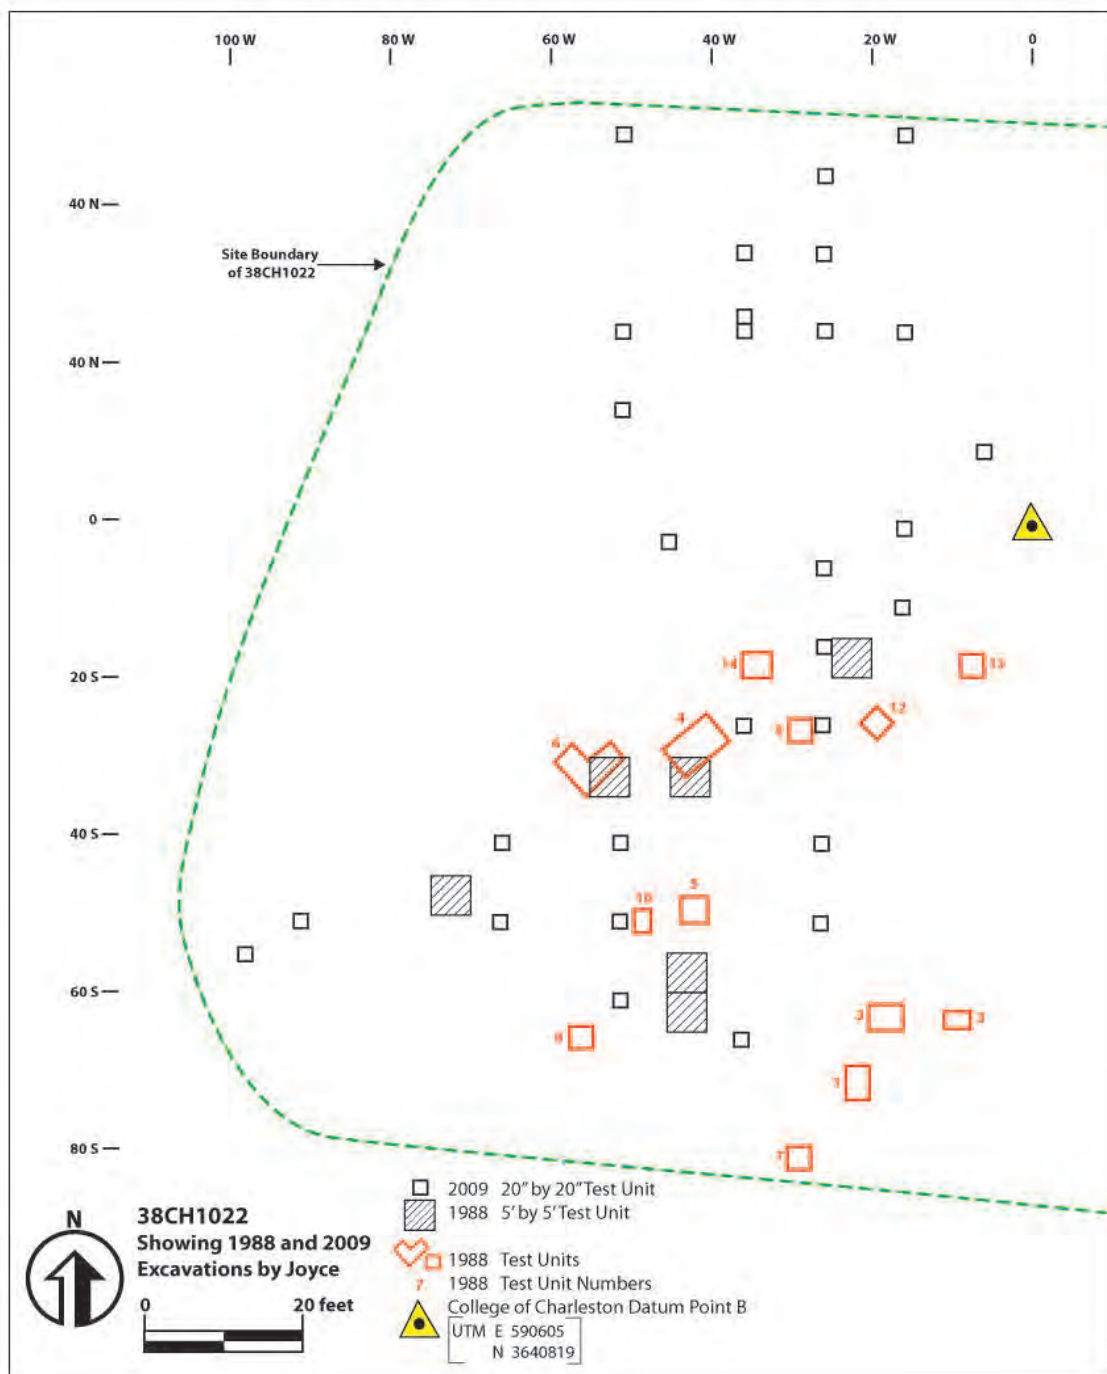 100 W 80 W 60 W 40 W 20 W 0
40 N
Site Boundary
of 38CH1022
40 N
0
20 S
14
13
12
4
6
40 S
5
10
60 S
2
3
1
80 S
7
N
38CH1022
Showing 1988 and 2009
Excavations by Joyce
0 20 feet
2009 20" by 20" Test Unit
1988 5' by 5' Test Unit
1988 Test Units
7 1988 Test Unit Numbers
College of Charleston Datum Point B
UTM E 590605
N 3640819